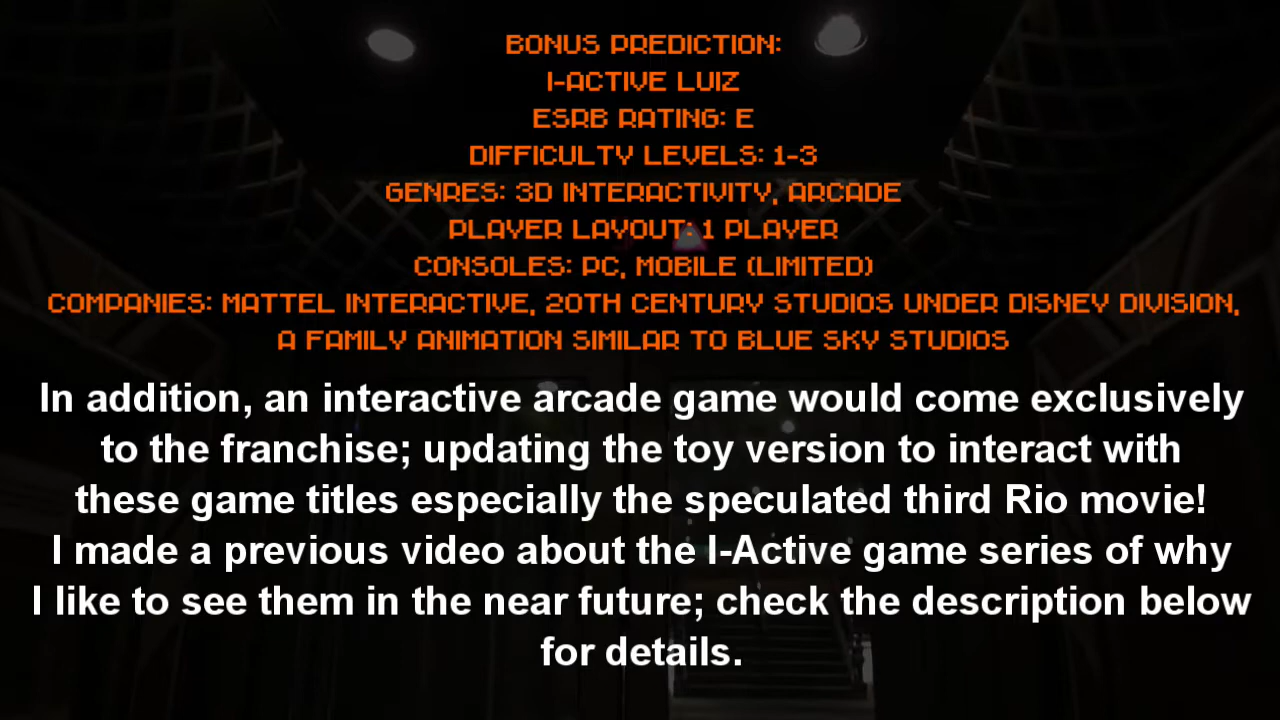 BONUS PREDICTION:
I-ACTIVE LUIZ
ESRB RATING: E
DIFFICULTY LEVELS: 1-3
GENRES: 3D INTERACTIVITY, ARCADE
PLAYER LAYOUT: 1 PLAYER
CONSOLES: PC, MOBILE (LIMITED)
COMPANIES: MATTEL INTERACTIVE, 20TH CENTURY STUDIOS UNDER DISNEY DIVISION,
A FAMILY ANIMATION SIMILAR TO BLUE SKY STUDIOS
In addition, an interactive arcade game would come exclusively
to the franchise; updating the toy version to interact with
these game titles especially the speculated third Rio movie!
I made a previous video about the I-Active game series of why
I like to see them in the near future; check the description below
for details.